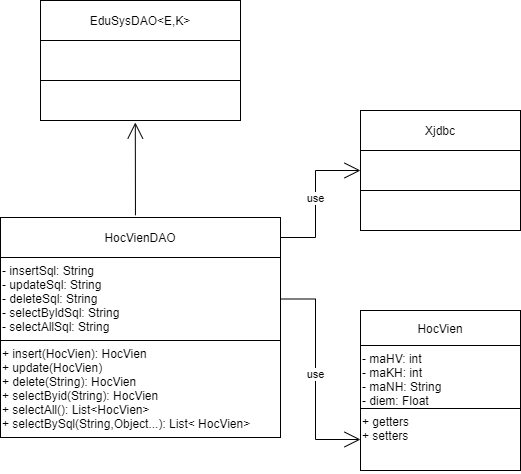 EduSysDAO<E,K>
Xjdbc
use
HocVienDAO
- insertSql: String
- updateSql: String
- deleteSql: String
- selectByIdSql: String
- selectAllSql: String
+ insert(HocVien): HocVien
+ update(HocVien)
+ delete(String): HocVien
+ selectByid(String): HocVien
+ selectAll(): List<HocVien>
+ selectBySql(String,Object...): List< HocVien>
use
HocVien
- maHV: int
- maKH: int
- maNH: String
- diem: Float
+ getters
+ setters